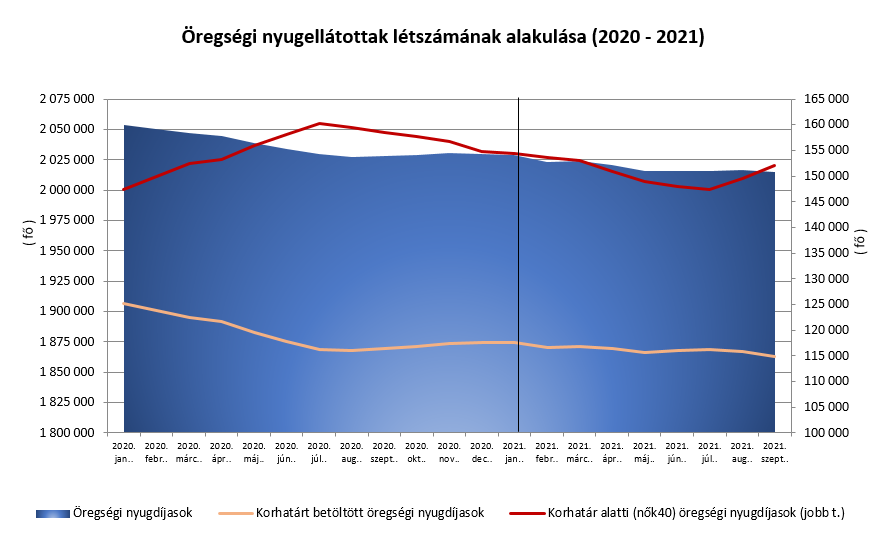 Öregségi nyugellátottak létszámának alakulása (2020 - 2021)
2 075 000
2 050 000
2 025 000
2 000 000
1 975 000
1 950 000
1 925 000
1 900 000
1 875 000
1 850 000
1 825 000
1 800 000
( fő )
165 000
160 000
155 000
150 000
145 000
140 000
135 000
130 000
125 000
120 000
115 000
110 000
105 000
100 000
( fő )
2020. 2020. 2020. 2020. 2020. 2020. 2020. 2020. 2020. 2020. 2020. 2020. 2021. 2021. 2021. 2021. 2021. 2021. 2021. 2021. 2021.
jan.. febr.. márc.. ápr.. máj.. jún.. júl.. aug.. szept.. okt.. nov.. dec.. jan.. febr.. márc.. ápr.. máj.. jún.. júl.. aug.. szept..
Öregségi nyugdíjasok
Korhatárt betöltött öregségi nyugdíjasok
Korhatár alatti (nők40) öregségi nyugdíjasok (jobb t.)